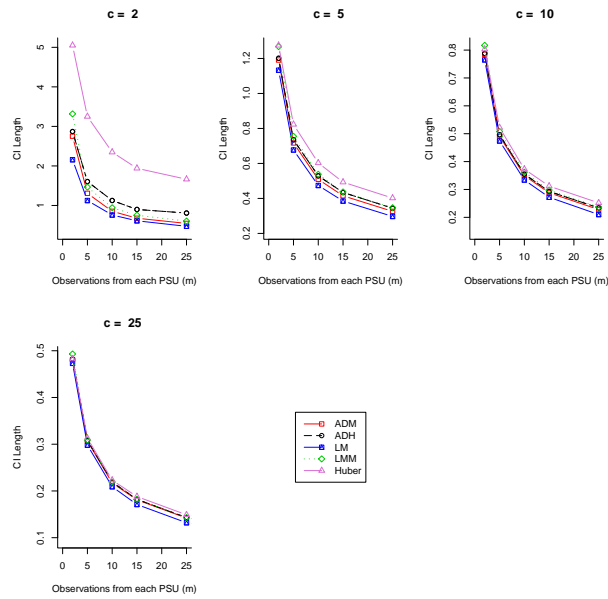 c = 2
c = 5
c = 10
CI Length
1 2 3 4 5
0 5 10 15 20 25
Observations from each PSU (m)
CI Length
0.2 0.4 0.6 0.8 1.0 1.2
0 5 10 15 20 25
Observations from each PSU (m)
CI Length
0.2 0.3 0.4 0.5 0.6 0.7 0.8
0 5 10 15 20 25
Observations from each PSU (m)
c = 25
CI Length
0.1 0.2 0.3 0.4 0.5
0 5 10 15 20 25
Observations from each PSU (m)
ADM
ADH
LM
LMM
Huber